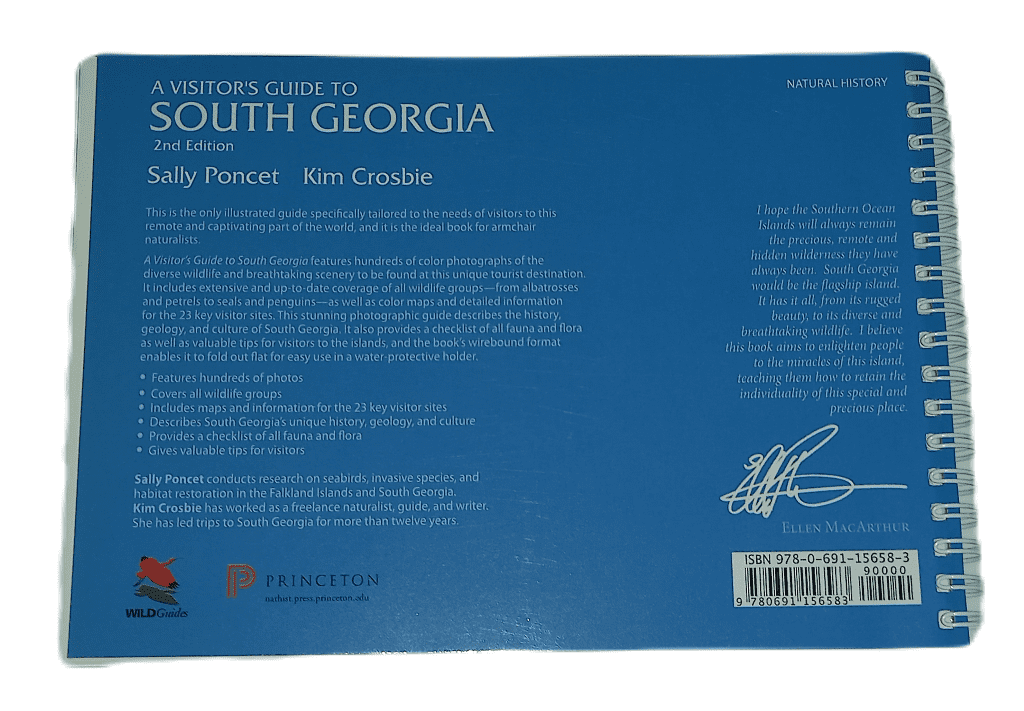 A VISITOR'S GUIDE TO
SOUTH GEORGIA
2nd Edition
Sally Poncet Kim Crosbie
NATURAL HISTORY
This is the only illustrated guide specifically tailored to the needs of visitors to this
remote and captivating part of the world, and it is the ideal book for armchair
naturalists.
A Visitor's Guide to South Georgia features hundreds of color photographs of the
diverse wildlife and breathtaking scenery to be found at this unique tourist destination.
It includes extensive and up-to-date coverage of all wildlife groups—from albatrosses
and petrels to seals and penguins—as well as color maps and detailed information
for the 23 key visitor sites. This stunning photographic guide describes the history,
geology, and culture of South Georgia. It also provides a checklist of all fauna and flora
as well as valuable tips for visitors to the islands, and the book's wirebound format
enables it to fold out flat for easy use in a water-protective holder.
• Features hundreds of photos
• Covers all wildlife groups
• Includes maps and information for the 23 key visitor sites
• Describes South Georgia's unique history, geology, and culture
• Provides a checklist of all fauna and flora
• Gives valuable tips for visitors
Sally Poncet conducts research on seabirds, invasive species, and
habitat restoration in the Falkland Islands and South Georgia.
Kim Crosbie has worked as a freelance naturalist, guide, and writer.
She has led trips to South Georgia for more than twelve years.
I hope the Southern Ocean
Islands will always remain
the precious, remote and
hidden wilderness they have
always been. South Georgia
would be the flagship island.
It has it all, from its rugged
beauty, to its diverse and
breathtaking wildlife. I believe
this book aims to enlighten people
to the miracles of this island,
teaching them how to retain the
individuality of this special and
precious place.
ELLEN MACARTHUR
WILDGuides
PRINCETON
nathist.press.princeton.edu
ISBN 978-0-691-15658-3
90000
9 780691 156583